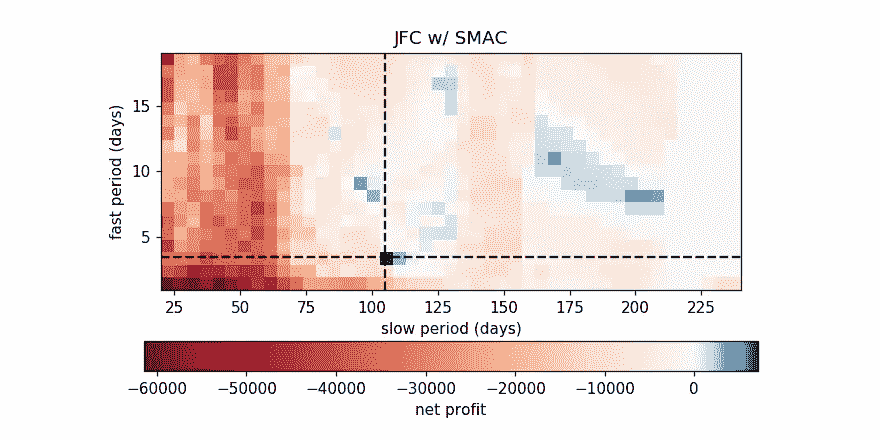 JFC w/ SMAC
fast period (days)
15
10
5
25 50 75 100 125 150 175 200 225
slow period (days)
−60000 −50000 −40000 −30000 −20000 −10000 0
net profit